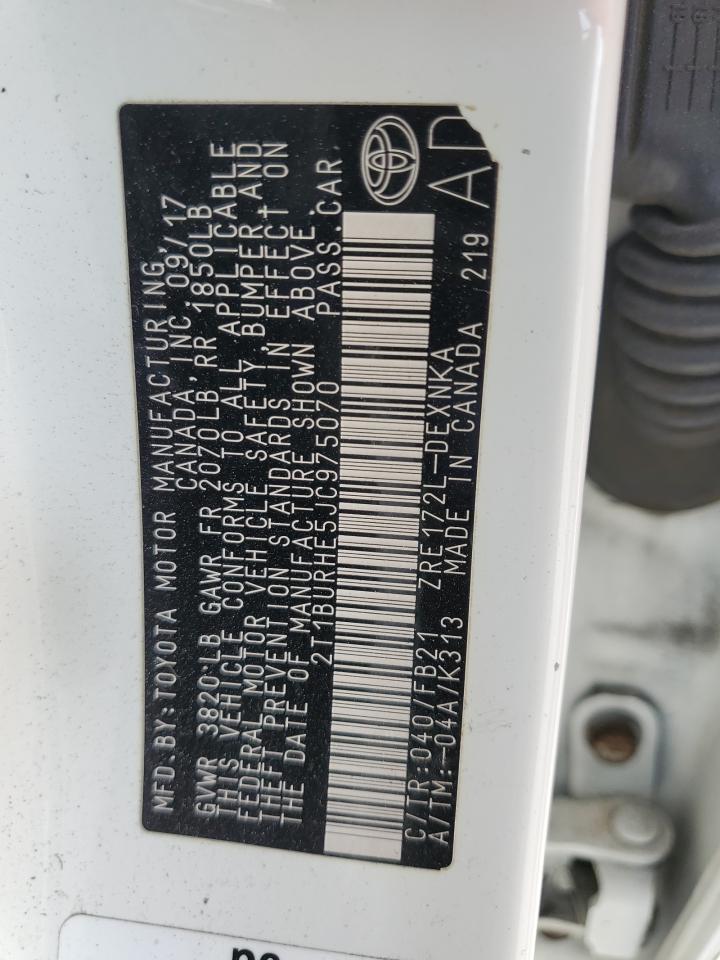 MFD.BY:TOYOTA MOTOR MANUFACTURING,
CANADA, INC. 09/17
GVWR 3820·LB GAWR FR 2070LB, RR 1850LB
THIS VEHICLE CONFORMS TO ALL APPLICABLE
FEDERAL MOTOR VEHICLE SAFETY, BUMPER AND
THEFT PREVENTION STANDARDS IN EFFECT ON
THE DATE OF MANUFACTURE SHOWN ABOVE.
2T1BURHE5JC975070 PASS.CAR.
C/TR:040/FB21 ZRE172L-DEXNKA
A/TM:-04A/K313 MADE IN CANADA 219